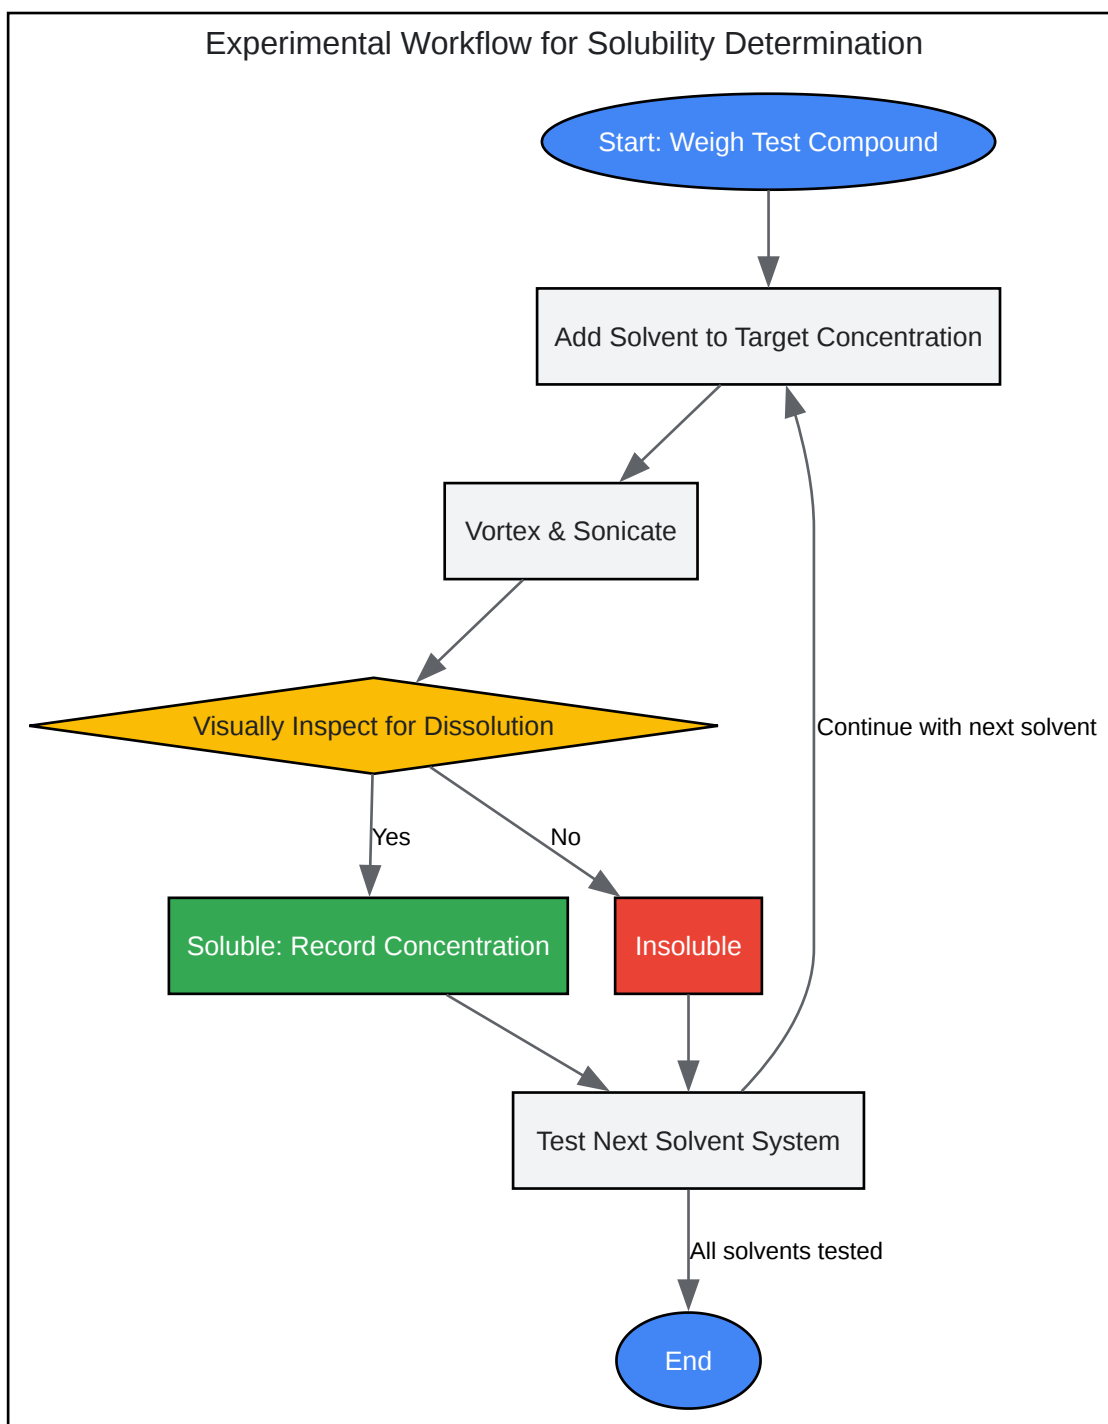 Experimental Workflow for Solubility Determination
Start: Weigh Test Compound
Add Solvent to Target Concentration
Vortex & Sonicate
Visually Inspect for Dissolution
Continue with next solvent
Yes
No
Soluble: Record Concentration
Insoluble
Test Next Solvent System
All solvents tested
End